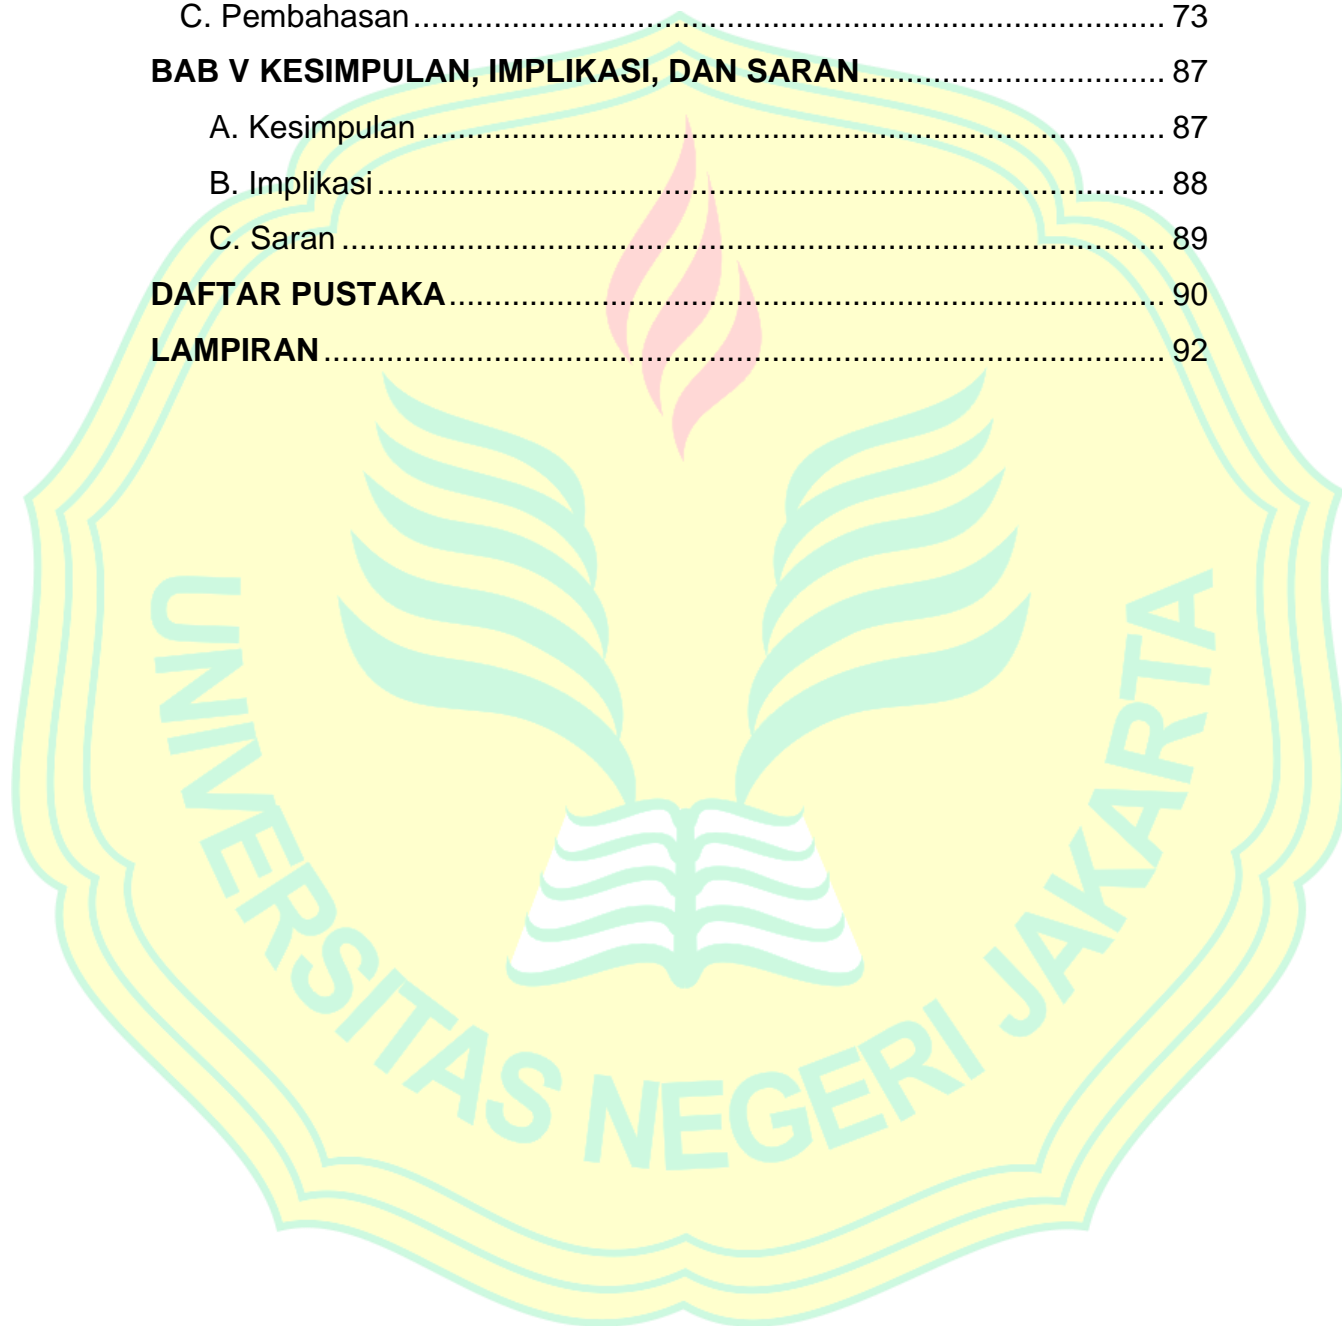 C. Pembahasan ..................................................................................... 73
BAB V KESIMPULAN, IMPLIKASI, DAN SARAN.................................. 87
A. Kesimpulan .................................................................................... 87
B. Implikasi ......................................................................................... 88
C. Saran ............................................................................................. 89
DAFTAR PUSTAKA................................................................................. 90
LAMPIRAN ............................................................................................... 92
UNIVERSITAS NEGERI JAKARTA